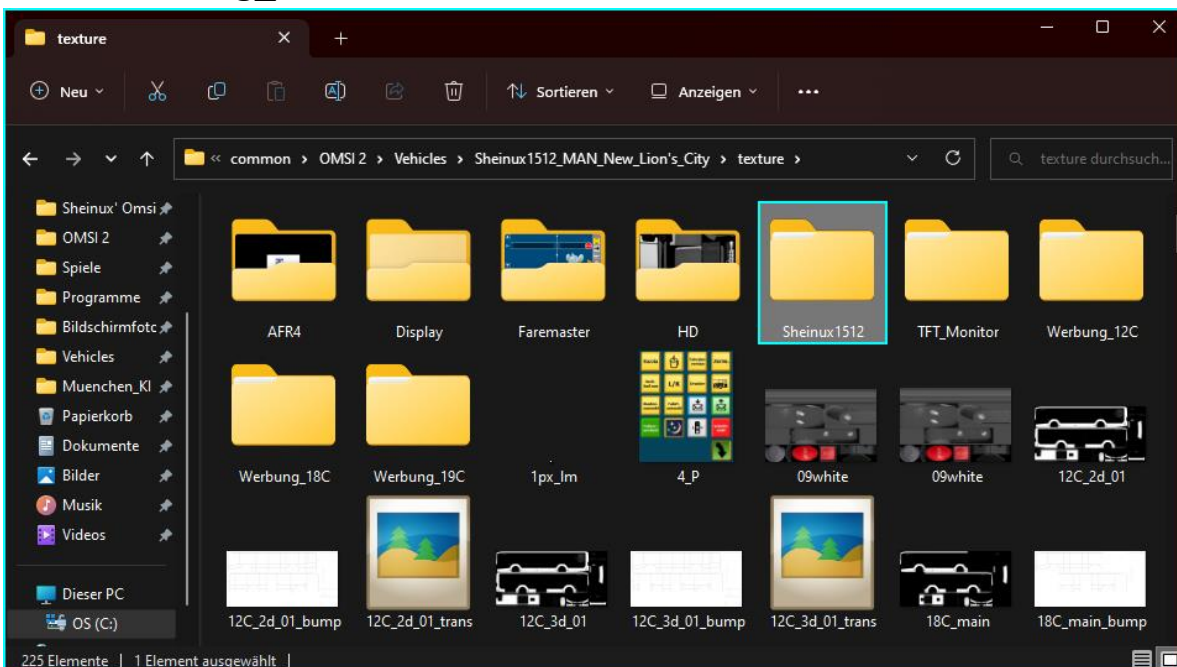 texture
Neu
Sortieren
Anzeigen
« common › OMSI 2 › Vehicles › Sheinux1512_MAN_New_Lion's_City › texture ›
texture durchsuch...
Sheinux' Omsi
OMSI 2
Spiele
Programme
Bildschirmfotc
Vehicles
Muenchen_KI
Papierkorb
Dokumente
Bilder
Musik
Videos
Dieser PC
OS (C:)
AFR4
Display
Faremaster
HD
Sheinux1512
TFT_Monitor
Werbung_12C
Werbung_18C
Werbung_19C
1px_lm
4_P
09white
09white
12C_2d_01
12C_2d_01_bump
12C_2d_01_trans
12C_3d_01
12C_3d_01_bump
12C_3d_01_trans
18C_main
18C_main_bump
225 Elemente | 1 Element ausgewählt |